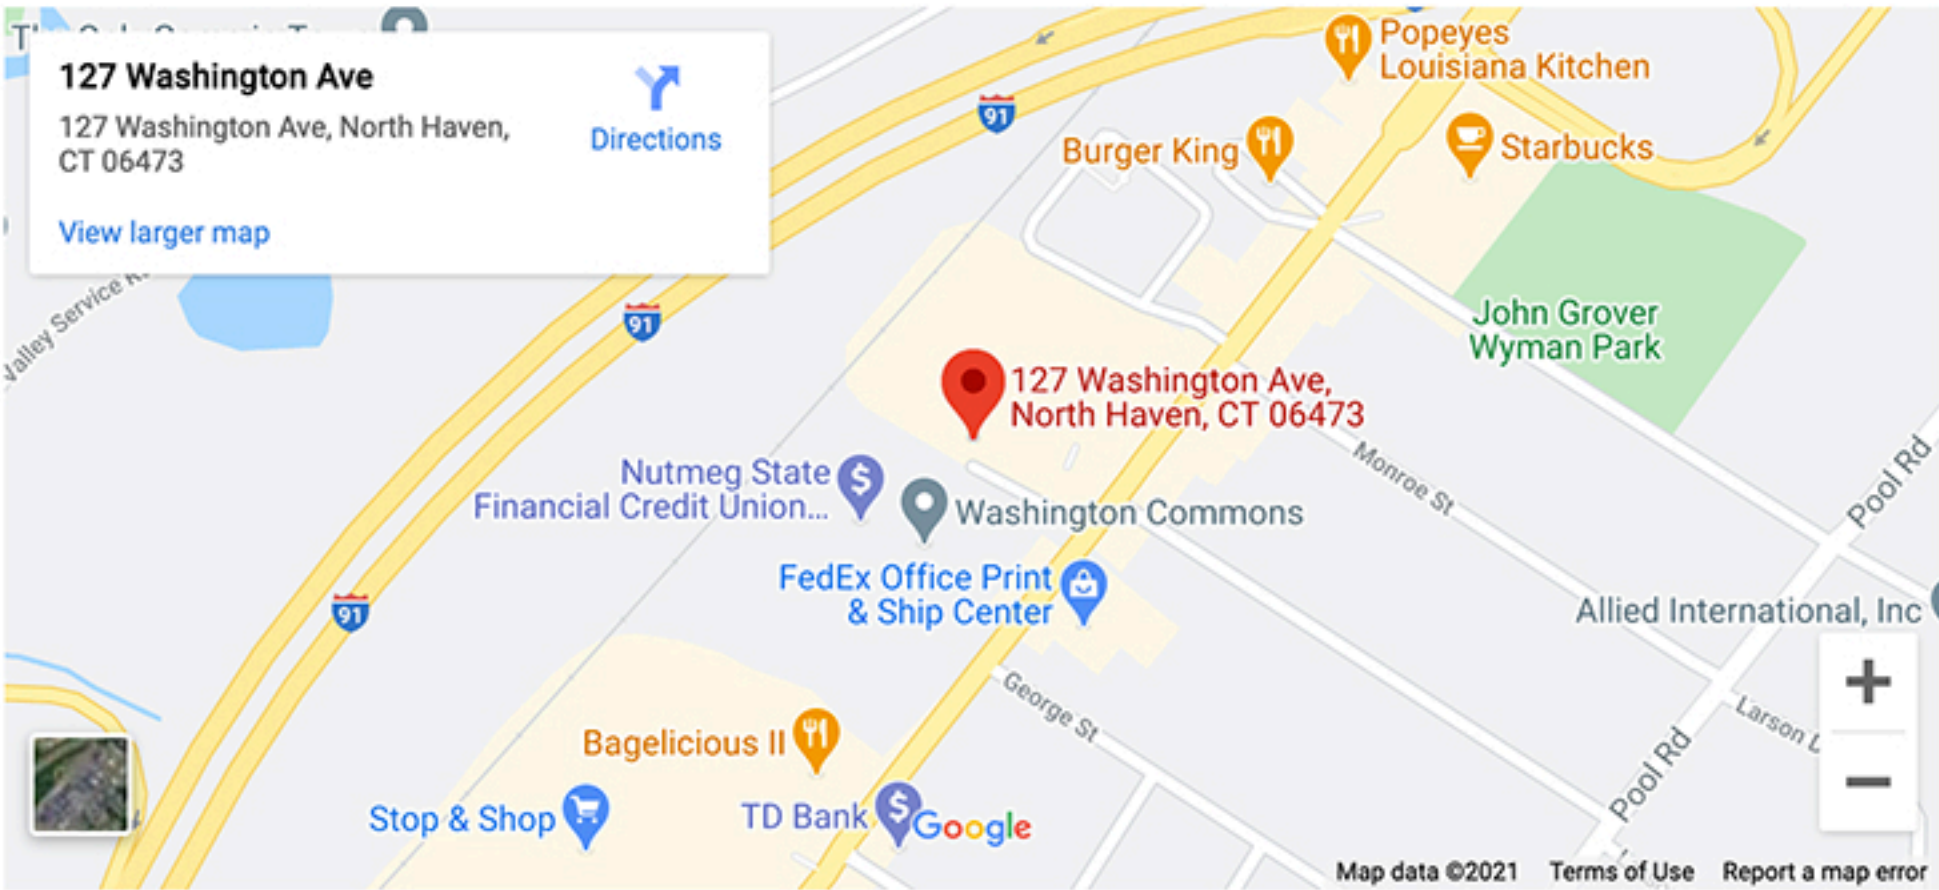 127 Washington Ave
127 Washington Ave, North Haven,
CT 06473
Directions
View larger map
Popeyes
Louisiana Kitchen
91
Burger King
Starbucks
Valley Service
91
John Grover
Wyman Park
127 Washington Ave,
North Haven, CT 06473
Monroe St
Pool Rd
Nutmeg State
Financial Credit Union...
Washington Commons
FedEx Office Print
& Ship Center
91
Allied International, Inc
George St
Larson
Pool Rd
Bagelicious II
Stop & Shop
TD Bank
Google
Map data ©2021
Terms of Use
Report a map error